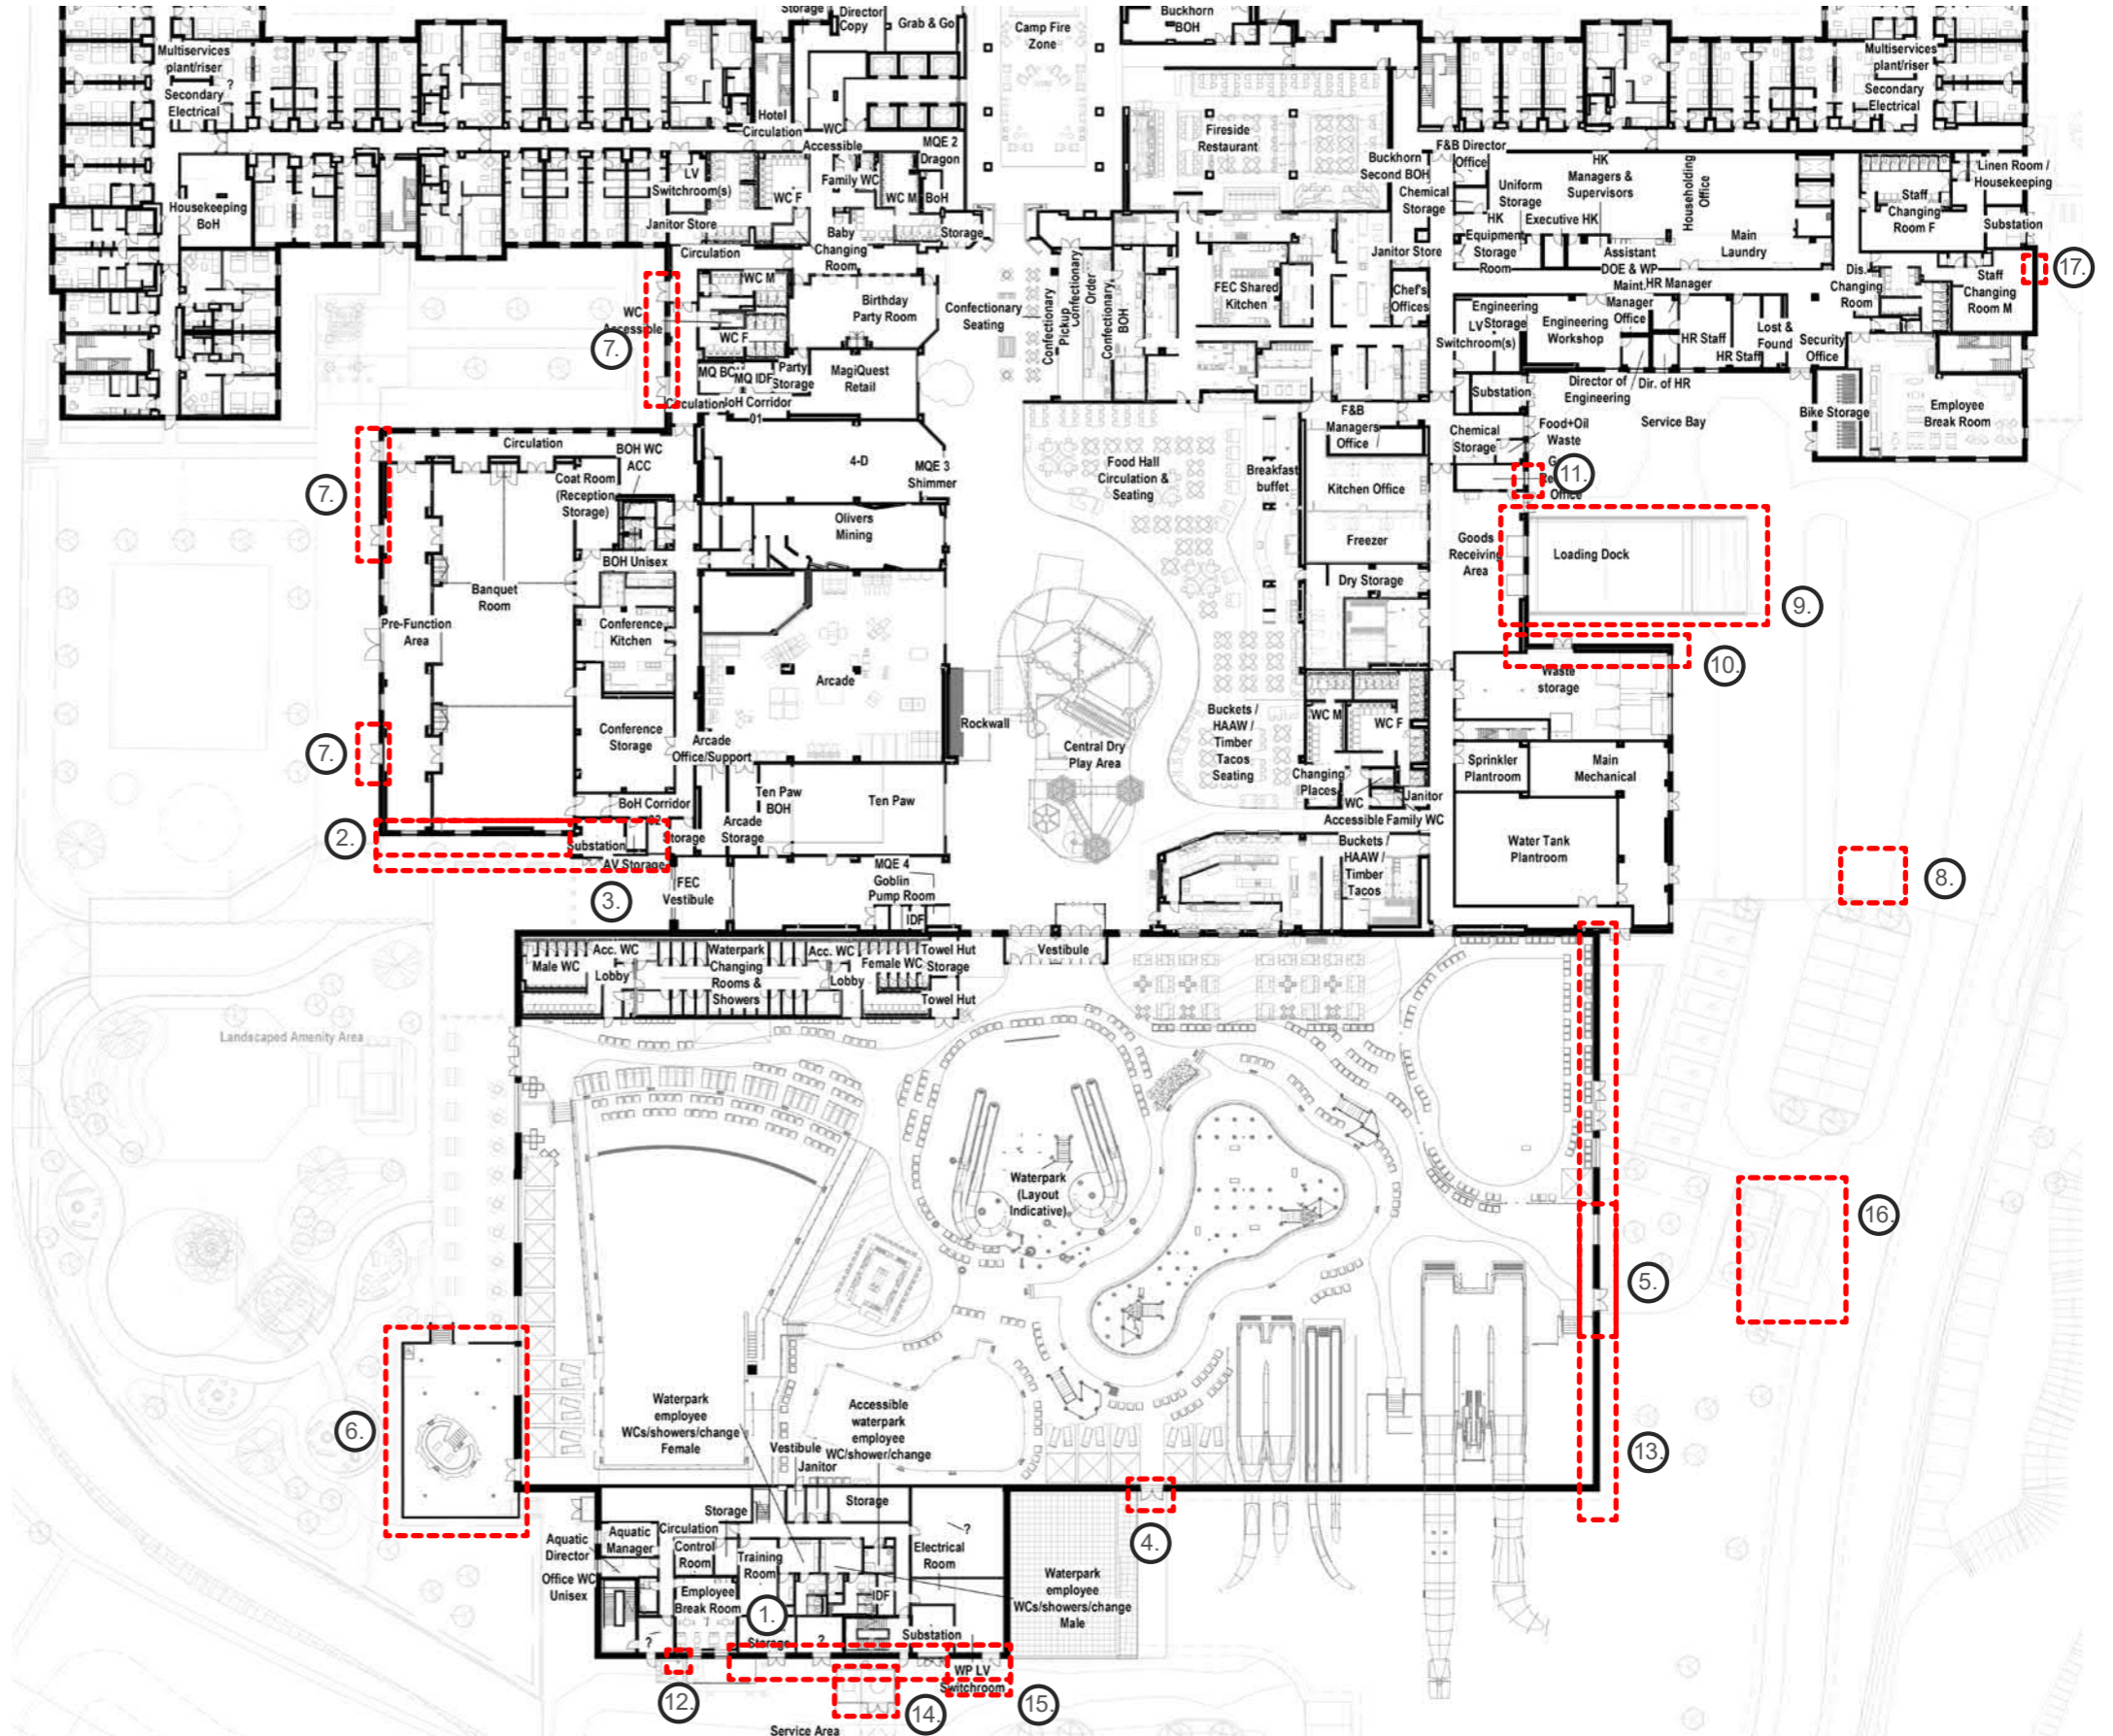 Storage
Director
Copy
Grab & Go
Camp Fire
Zone
Buckhorn
BOH
Multiservices
plant/riser
?
Secondary
Electrical
Multiservices
plant/riser
Secondary
Electrical
Hotel
Circulation
WC
Accessible
MQE 2
Dragon
Fireside
Restaurant
Buckhorn
Second BOH
F&B Director
Office
HK
Managers &
Supervisors
Householding
Office
Linen Room /
Housekeeping
LV
Switchroom(s)
WC F
Family WC
WC M
BoH
Chemical
Storage
Uniform
Storage
Staff
Changing
Room F
Housekeeping
BoH
Janitor Store
Baby
Changing
Room
Storage
HK
Equipment
Storage
Room
Executive HK
Main
Laundry
Substation
Circulation
Janitor Store
Assistant
DOE & WP
Maint.
Manager
Office
HR Manager
Dis.
Changing
Room
Staff
Changing
Room M
17.
WC M
Birthday
Party Room
Confectionary
Seating
Confectionary
Pickup
Confectionary
Order
Confectionary
BOH
FEC Shared
Kitchen
Chef's
Offices
WC
Accessible
7.
WC F
Engineering
Storage
LV
Switchroom(s)
Engineering
Workshop
HR Staff
HR Staff
Lost &
Found
Security
Office
MQ BOH
MQ IDF
Party
Storage
MagiQuest
Retail
Circulation
BoH Corridor
01
Substation
Director of
Engineering
Dir. of HR
Service Bay
Bike Storage
Employee
Break Room
F&B
Managers
Office
Chemical
Storage
Food+Oil
Waste
Circulation
BOH WC
ACC
4-D
MQE 3
Shimmer
Food Hall
Circulation &
Seating
Breakfast
buffet
Kitchen Office
11.
Office
7.
Coat Room
(Reception
Storage)
Olivers
Mining
Freezer
Goods
Receiving
Area
Loading Dock
BOH Unisex
Banquet
Room
Dry Storage
9.
Pre-Function
Area
Conference
Kitchen
Arcade
10.
Waste
storage
Rockwall
Buckets /
HAAW /
Timber
Tacos
Seating
WC M
WC F
7.
Conference
Storage
Arcade
Office/Support
Central Dry
Play Area
Sprinkler
Plantroom
Main
Mechanical
Changing
Places
WC
Accessible
Janitor
Family WC
BoH Corridor
02
Ten Paw
BOH
Ten Paw
Arcade
Storage
2.
Substation
Storage
AV Storage
Buckets /
HAAW /
Timber
Tacos
Water Tank
Plantroom
3.
FEC
Vestibule
MQE 4
Goblin
Pump Room
IDF
8.
Male WC
Acc. WC
Lobby
Waterpark
Changing
Rooms &
Showers
Acc. WC
Lobby
Female WC
Towel Hut
Storage
Towel Hut
Vestibule
Landscaped Amenity Area
Waterpark
(Layout
Indicative)
16.
5.
6.
Waterpark
employee
WCs/showers/change
Female
Accessible
waterpark
employee
WC/shower/change
Vestibule
Janitor
13.
Storage
Storage
Circulation
Aquatic
Director
Aquatic
Manager
Control
Room
Training
Room
?
Electrical
Room
4.
Office WC
Unisex
Employee
Break Room
1.
IDF
Waterpark
employee
WCs/showers/change
Male
?
Storage
?
Substation
WP LV
Switchroom
12.
14.
15.
Service Area